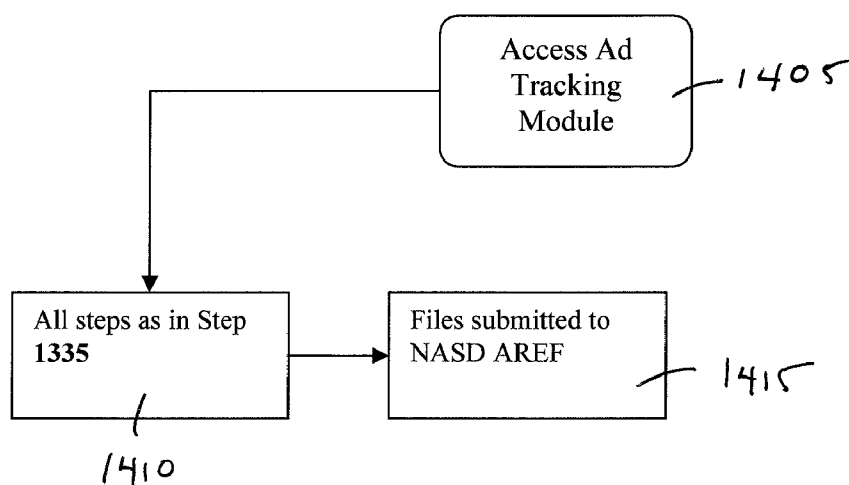 Access Ad
Tracking
Module
1405
All steps as in Step
1335
1410
Files submitted to
NASD AREF
1415